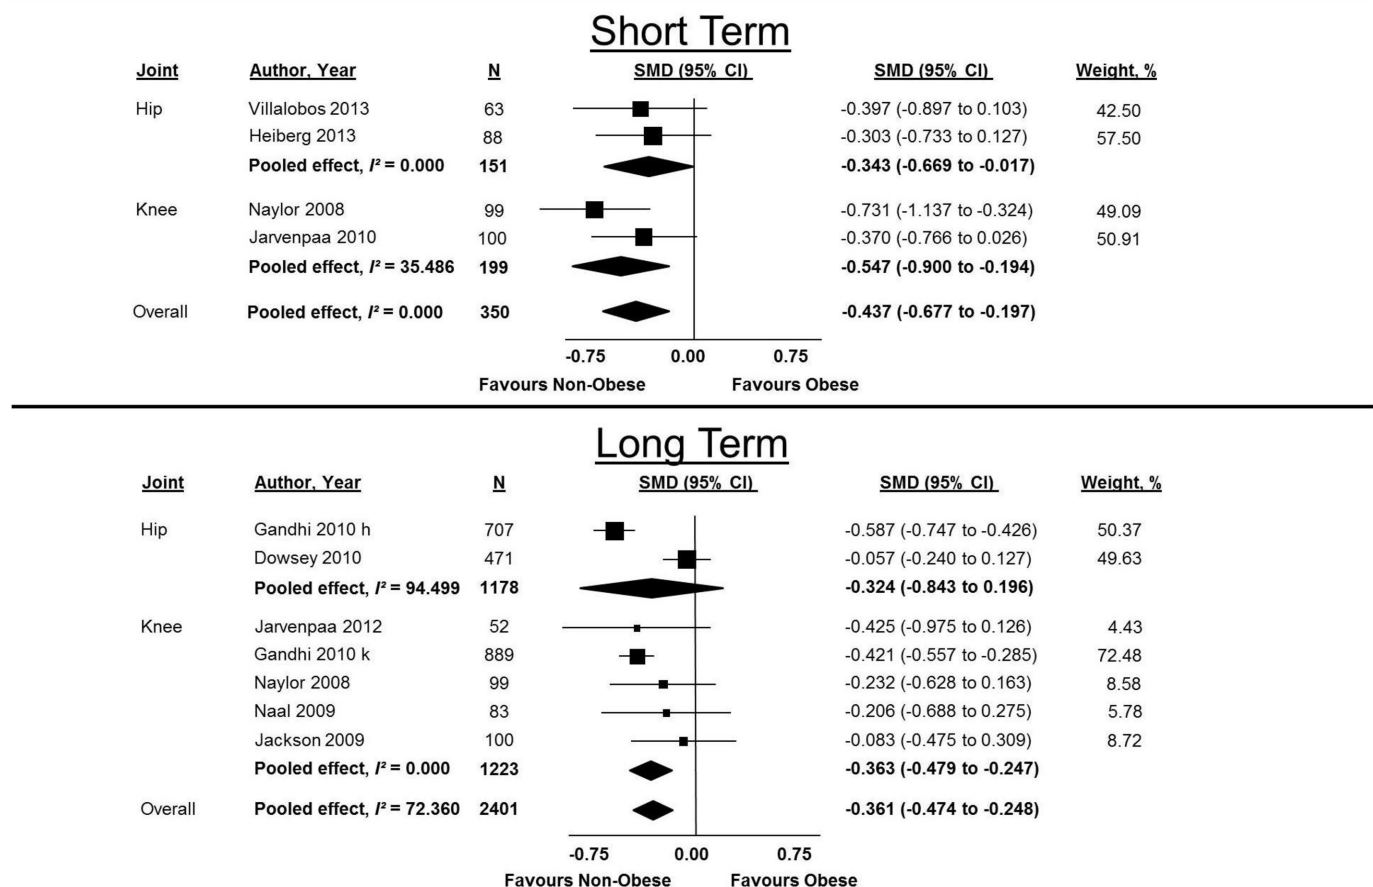 Short Term
Joint Author, Year N SMD (95% CI) SMD (95% CI) Weight, %
Hip Villalobos 2013 63 -0.397 (-0.897 to 0.103) 42.50
Heiberg 2013 88 -0.303 (-0.733 to 0.127) 57.50
Pooled effect, I² = 0.000 151 -0.343 (-0.669 to -0.017)
Knee Naylor 2008 99 -0.731 (-1.137 to -0.324) 49.09
Jarvenpaa 2010 100 -0.370 (-0.766 to 0.026) 50.91
Pooled effect, I² = 35.486 199 -0.547 (-0.900 to -0.194)
Overall Pooled effect, I² = 0.000 350 -0.437 (-0.677 to -0.197)
-0.75 0.00 0.75
Favours Non-Obese Favours Obese
Long Term
Joint Author, Year N SMD (95% CI) SMD (95% CI) Weight, %
Hip Gandhi 2010 h 707 -0.587 (-0.747 to -0.426) 50.37
Dowsey 2010 471 -0.057 (-0.240 to 0.127) 49.63
Pooled effect, I² = 94.499 1178 -0.324 (-0.843 to 0.196)
Knee Jarvenpaa 2012 52 -0.425 (-0.975 to 0.126) 4.43
Gandhi 2010 k 889 -0.421 (-0.557 to -0.285) 72.48
Naylor 2008 99 -0.232 (-0.628 to 0.163) 8.58
Naal 2009 83 -0.206 (-0.688 to 0.275) 5.78
Jackson 2009 100 -0.083 (-0.475 to 0.309) 8.72
Pooled effect, I² = 0.000 1223 -0.363 (-0.479 to -0.247)
Overall Pooled effect, I² = 72.360 2401 -0.361 (-0.474 to -0.248)
-0.75 0.00 0.75
Favours Non-Obese Favours Obese